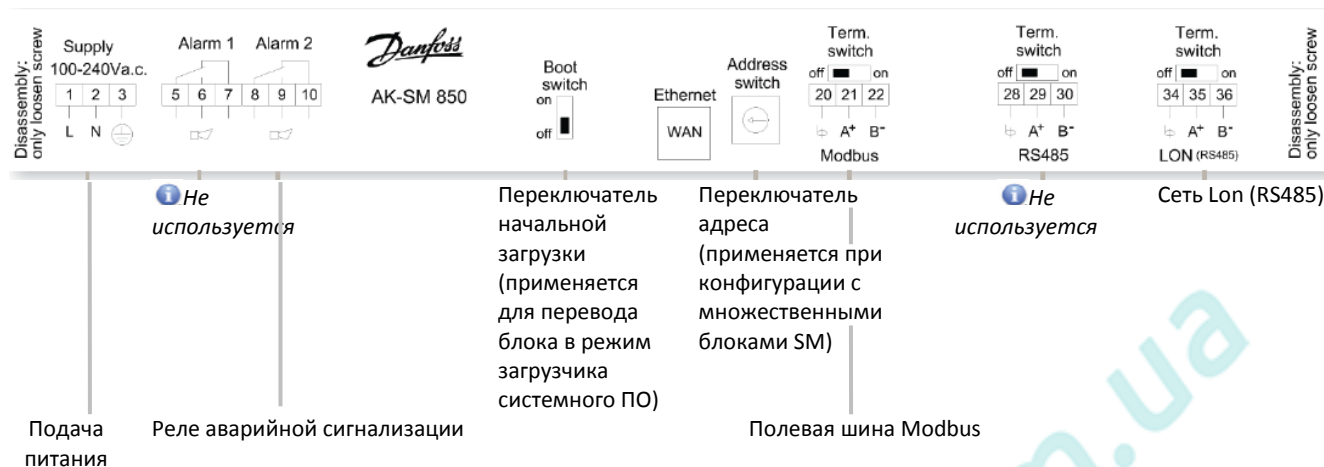 Disassembly:
only loosen screw
Supply
100-240Va.c.
1 2 3
L N
Alarm 1 Alarm 2
5 6 7 8 9 10
Danfoss
AK-SM 850
Boot
switch
on
off
Ethernet
WAN
Address
switch
Term.
switch
off on
20 21 22
A+ B-
Modbus
Term.
switch
off on
28 29 30
A+ B-
RS485
Term.
switch
off on
34 35 36
A+ B-
LON (RS485)
Disassembly:
only loosen screw
Не
используется
Переключатель
начальной
загрузки
(применяется
для перевода
блока в режим
загрузчика
системного ПО)
Переключатель
адреса
(применяется при
конфигурации с
множественными
блоками SM)
Не
используется
Сеть Lon (RS485)
Подача
питания
Реле аварийной сигнализации
Полевая шина Modbus